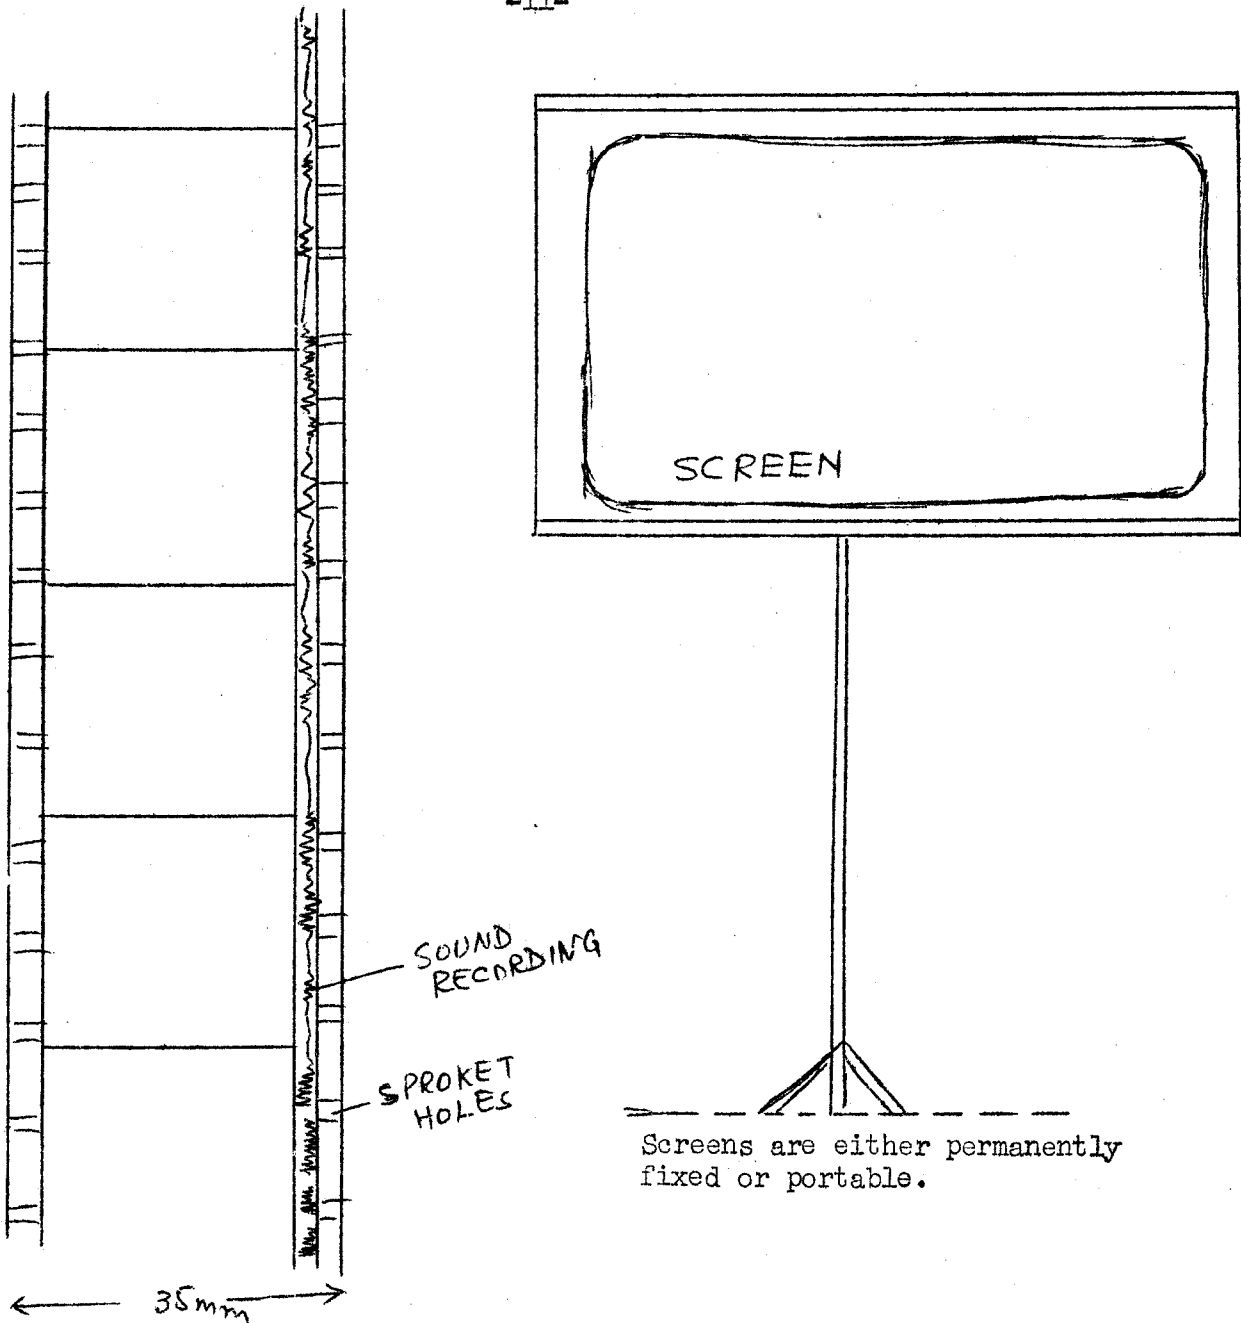 SCREEN
SOUND
RECORDING
SPROKET
HOLES
Screens are either permanently
fixed or portable.
35mm